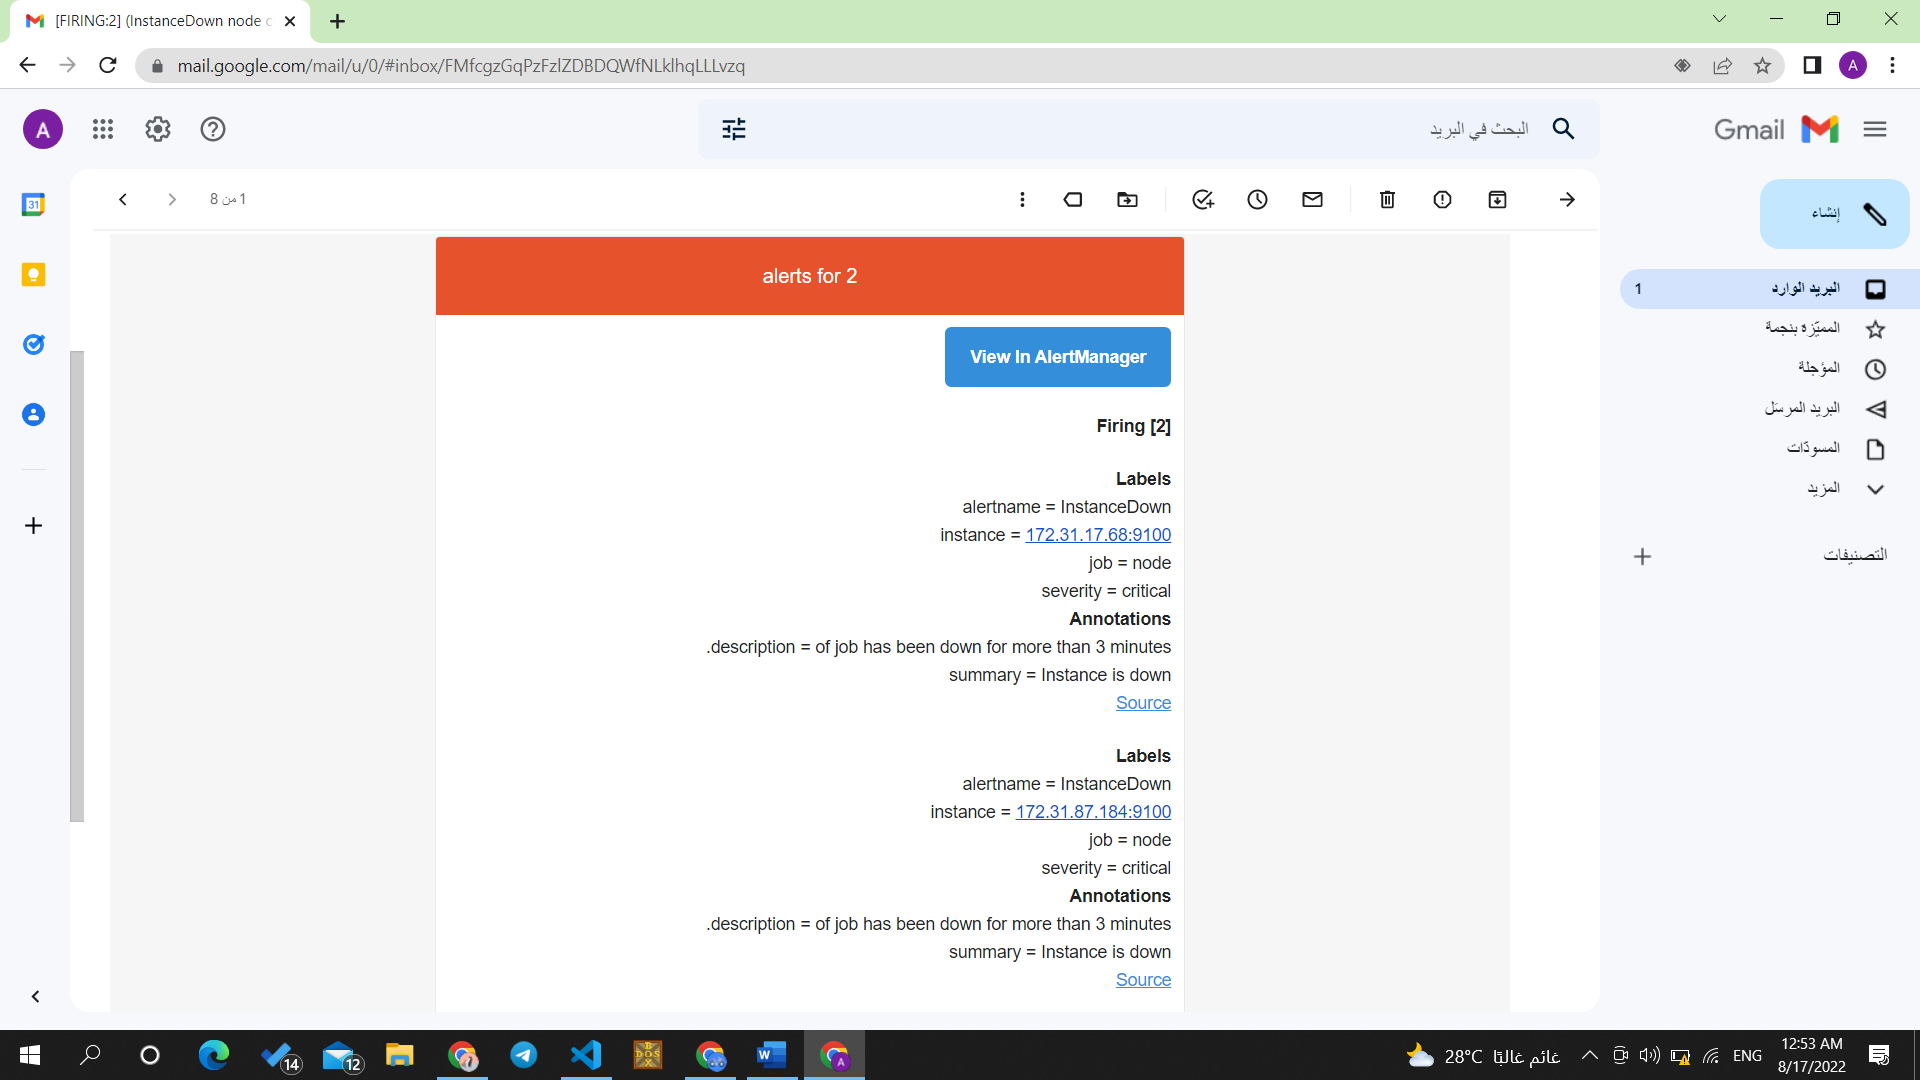 [FIRING:2] (InstanceDown node c
mail.google.com/mail/u/0/#inbox/FMfcgzGqPzFzlZDBDQWfNLklhqLLLvzq
A
A
البحث في البريد
Gmail
31
1 من 8
إنشاء
البريد الوارد
1
المميّزة بنجمة
المؤجلة
البريد المرسَل
المسودّات
المزيد
التصنيفات
alerts for 2
View In AlertManager
Firing [2]
Labels
alertname = InstanceDown
instance = 172.31.17.68:9100
job = node
severity = critical
Annotations
.description = of job has been down for more than 3 minutes
summary = Instance is down
Source
Labels
alertname = InstanceDown
instance = 172.31.87.184:9100
job = node
severity = critical
Annotations
.description = of job has been down for more than 3 minutes
summary = Instance is down
Source
14
12
BOX
DOS
W
A
28°C غائم غالبًا
ENG
12:53 AM
8/17/2022